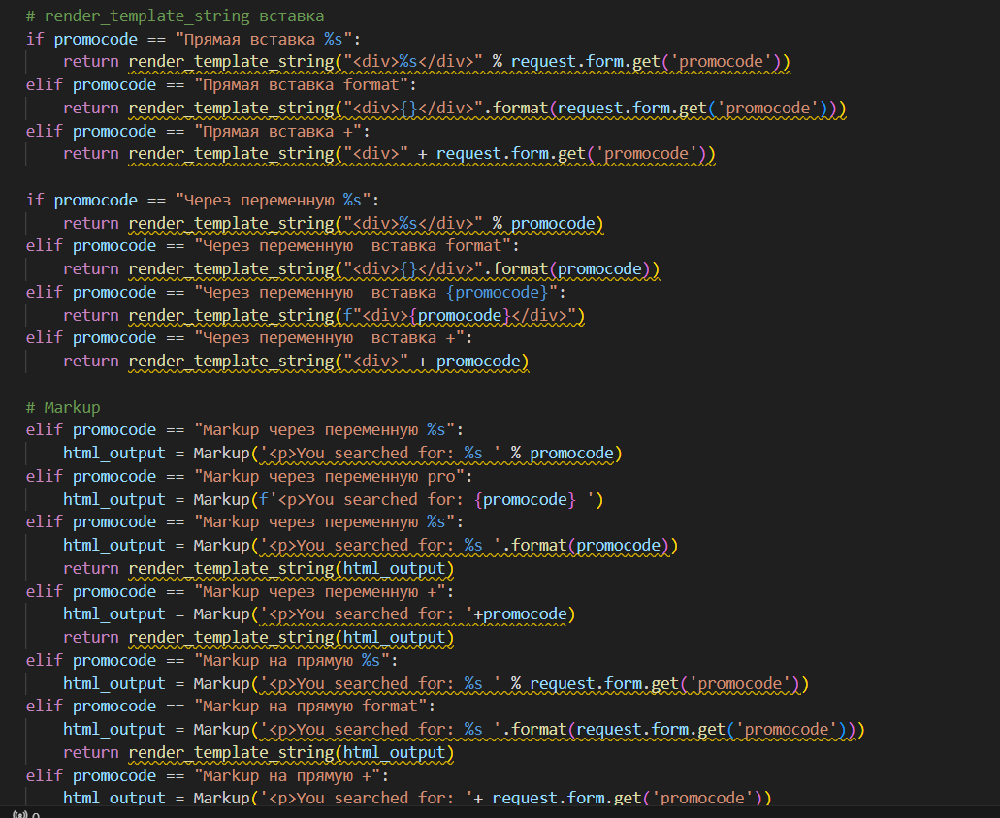 # render_template_string вставка
if promocode == "Прямая вставка %s":
    return render_template_string("<div>%s</div>" % request.form.get('promocode'))
elif promocode == "Прямая вставка format":
    return render_template_string("<div>{}</div>".format(request.form.get('promocode')))
elif promocode == "Прямая вставка +":
    return render_template_string("<div>" + request.form.get('promocode'))

if promocode == "Через переменную %s":
    return render_template_string("<div>%s</div>" % promocode)
elif promocode == "Через переменную  вставка format":
    return render_template_string("<div>{}</div>".format(promocode))
elif promocode == "Через переменную  вставка {promocode}":
    return render_template_string(f"<div>{promocode}</div>")
elif promocode == "Через переменную  вставка +":
    return render_template_string("<div>" + promocode)

# Markup
elif promocode == "Markup через переменную %s":
    html_output = Markup('<p>You searched for: %s ' % promocode)
elif promocode == "Markup через переменную pro":
    html_output = Markup(f'<p>You searched for: {promocode} ')
elif promocode == "Markup через переменную %s":
    html_output = Markup('<p>You searched for: %s '.format(promocode))
    return render_template_string(html_output)
elif promocode == "Markup через переменную +":
    html_output = Markup('<p>You searched for: '+promocode)
    return render_template_string(html_output)
elif promocode == "Markup на прямую %s":
    html_output = Markup('<p>You searched for: %s ' % request.form.get('promocode'))
elif promocode == "Markup на прямую format":
    html_output = Markup('<p>You searched for: %s '.format(request.form.get('promocode')))
    return render_template_string(html_output)
elif promocode == "Markup на прямую +":
    html_output = Markup('<p>You searched for: '+ request.form.get('promocode'))
0